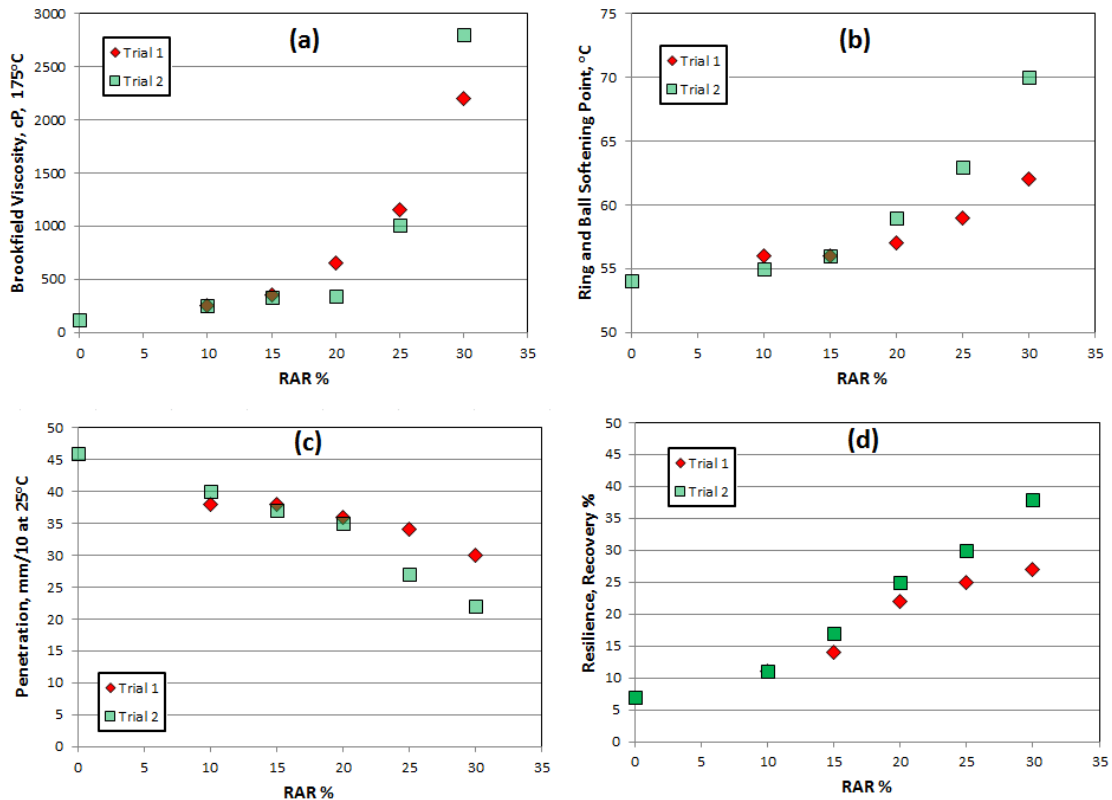 (a)
Brookfield Viscosity, cP, 175°C
3000
2500
2000
1500
1000
500
0
Trial 1
Trial 2
0 5 10 15 20 25 30 35
RAR %
(b)
Ring and Ball Softening Point, °C
75
70
65
60
55
50
Trial 1
Trial 2
0 5 10 15 20 25 30 35
RAR %
(c)
Penetration, mm/10 at 25°C
50
45
40
35
30
25
20
15
10
5
0
Trial 1
Trial 2
0 5 10 15 20 25 30 35
RAR %
(d)
Resilience, Recovery %
50
45
40
35
30
25
20
15
10
5
0
Trial 1
Trial 2
0 5 10 15 20 25 30 35
RAR %